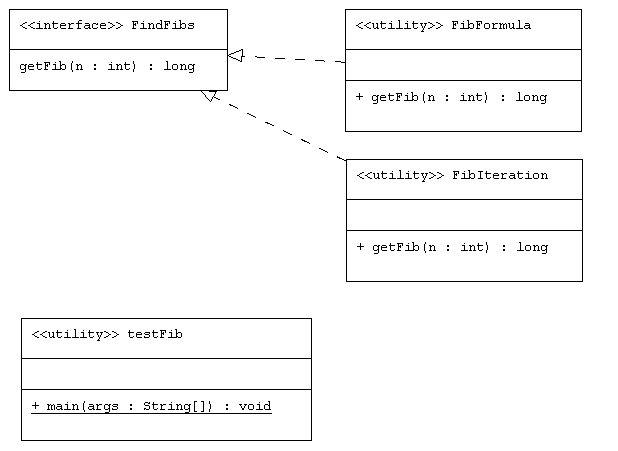 <<interface>> FindFibs
getFib(n : int) : long
<<utility>> FibFormula
+ getFib(n : int) : long
<<utility>> FibIteration
+ getFib(n : int) : long
<<utility>> testFib
+ main(args : String[]) : void